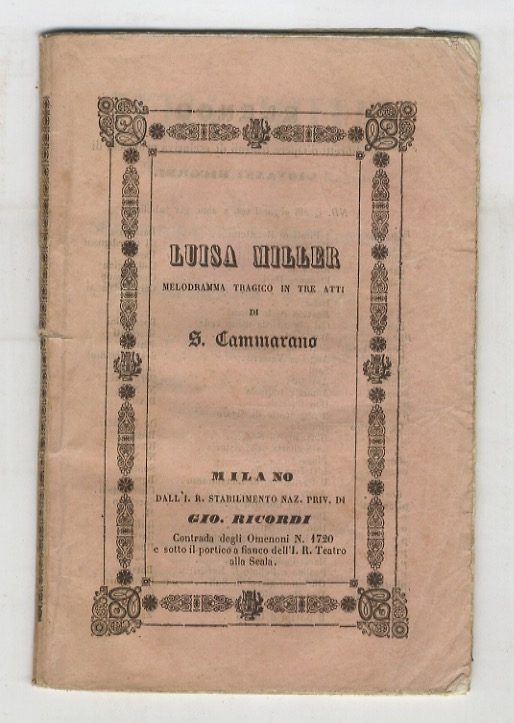 LUISA MILLER
MELODRAMMA TRAGICO IN TRE ATTI
DI
S. Cammarano
MILANO
DALL'I. R. STABILIMENTO NAZ. PRIV. DI
GIO. RICORDI
Contrada degli Omenoni N. 1720
e sotto il portico a fianco dell'I. R. Teatro
alla Scala.